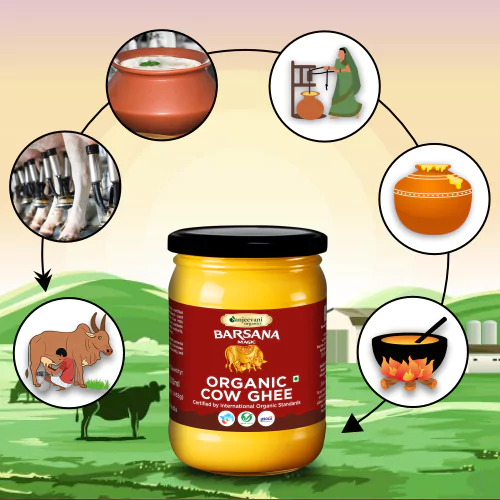 Sanjeevani
organics
BARSANA
MAGIC
ORGANIC
COW GHEE
Certified by International Organic Standards